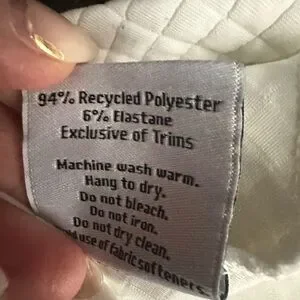 94% Recycled Polyester
6% Elastane
Exclusive of Trims
Machine wash warm.
Hang to dry.
Do not bleach.
Do not iron.
Do not dry clean.
use of fabric softeners.